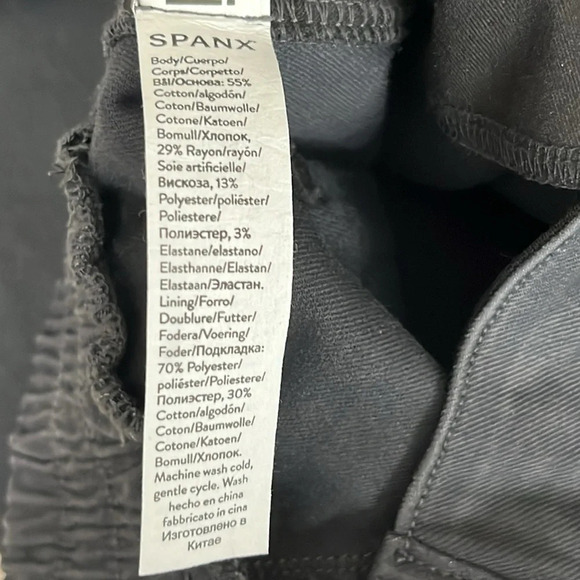 SPANX
Body/Cuerpo/
Corps/Corpetto/
Bål/Основа: 55%
Cotton/algodón/
Coton/Baumwolle/
Cotone/Katoen/
Bomull/Хлопок,
29% Rayon/rayón/
Soie artificielle/
Вискоза, 13%
Polyester/poliéster/
Poliestere/
Полиэстер, 3%
Elastane/elastano/
Elasthanne/Elastan/
Elastaan/Эластан.
Lining/Forro/
Doublure/Futter/
Fodera/Voering/
Foder/Подкладка:
70% Polyester/
poliéster/Poliestere/
Полиэстер, 30%
Cotton/algodón/
Coton/Baumwolle/
Cotone/Katoen/
Bomull/Хлопок.
Machine wash cold,
gentle cycle. Wash
hecho en china
fabbricato in cina
Изготовлено в
Китае